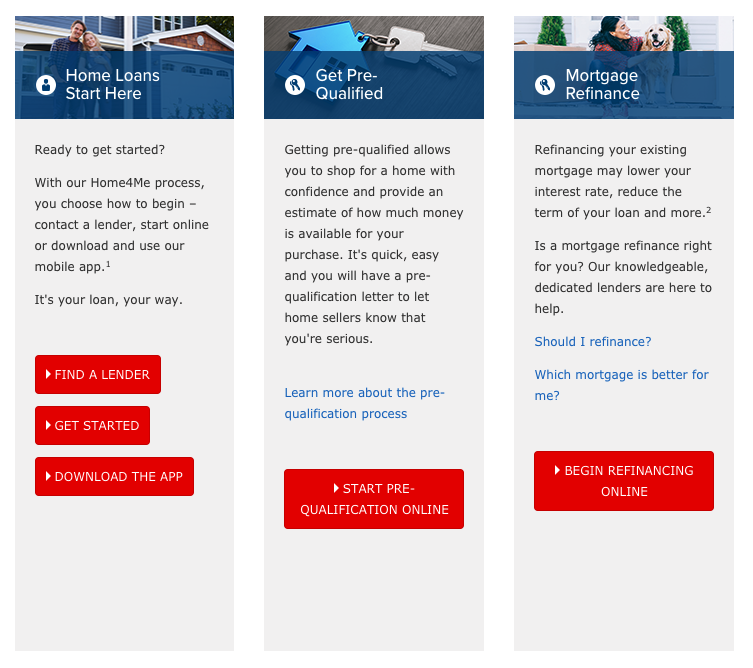 Home Loans
Start Here
Ready to get started?
With our Home4Me process,
you choose how to begin –
contact a lender, start online
or download and use our
mobile app.¹
It's your loan, your way.
FIND A LENDER
GET STARTED
DOWNLOAD THE APP
Get Pre-
Qualified
Getting pre-qualified allows
you to shop for a home with
confidence and provide an
estimate of how much money
is available for your
purchase. It's quick, easy
and you will have a pre-
qualification letter to let
home sellers know that
you're serious.
Learn more about the pre-
qualification process
START PRE-
QUALIFICATION ONLINE
Mortgage
Refinance
Refinancing your existing
mortgage may lower your
interest rate, reduce the
term of your loan and more.²
Is a mortgage refinance right
for you? Our knowledgeable,
dedicated lenders are here to
help.
Should I refinance?
Which mortgage is better for
me?
BEGIN REFINANCING
ONLINE